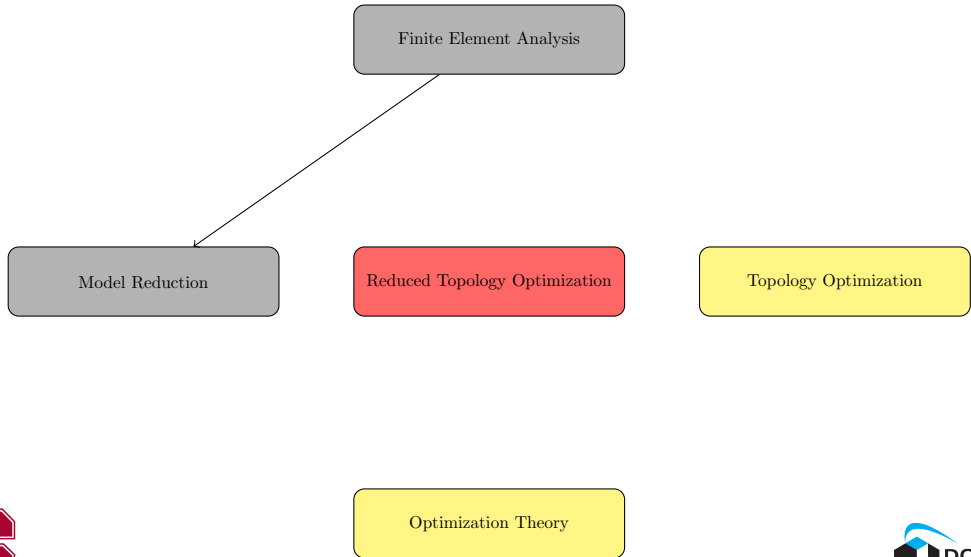 Finite Element Analysis
Model Reduction
Reduced Topology Optimization
Topology Optimization
Optimization Theory